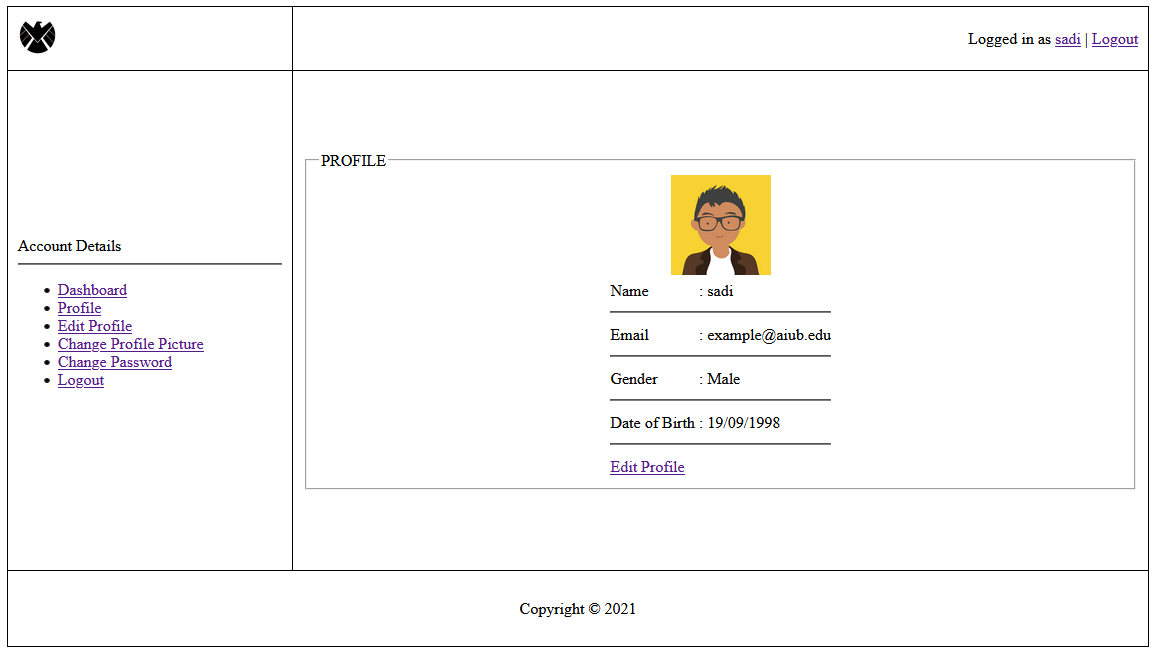 Logged in as sadi | Logout
Account Details
Dashboard
Profile
Edit Profile
Change Profile Picture
Change Password
Logout
PROFILE
Name : sadi
Email : example@aiub.edu
Gender : Male
Date of Birth : 19/09/1998
Edit Profile
Copyright © 2021